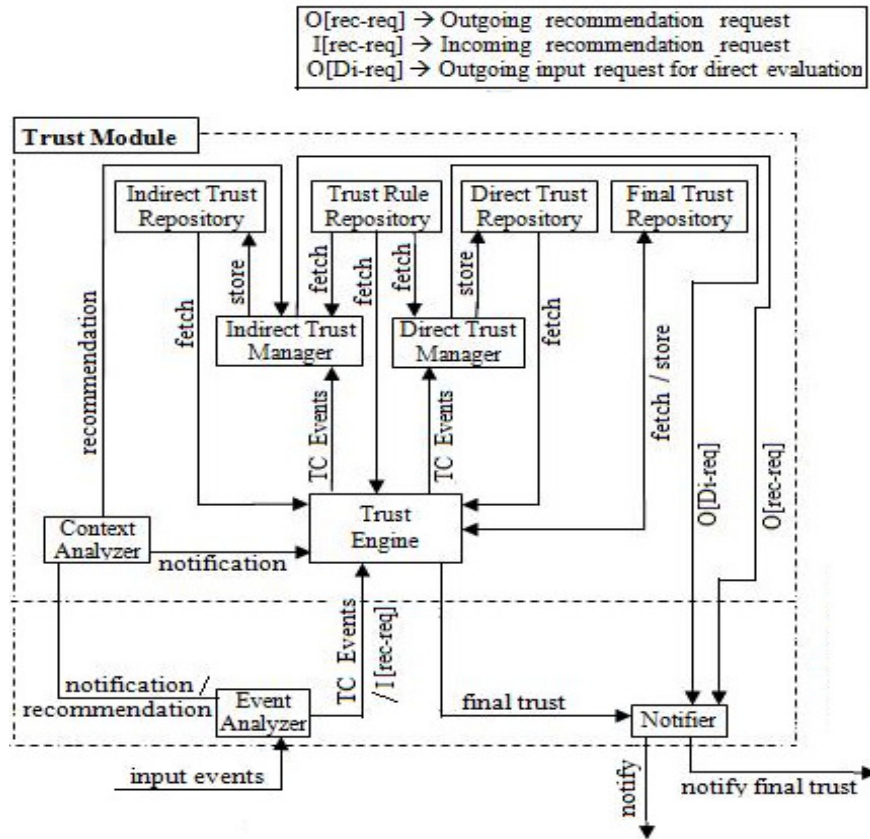 O[rec-req] → Outgoing recommendation request
I[rec-req] → Incoming recommendation request
O[Di-req] → Outgoing input request for direct evaluation
Trust Module
Indirect Trust
Repository
Trust Rule
Repository
Direct Trust
Repository
Final Trust
Repository
recommendation
fetch
store
fetch
fetch
fetch
store
fetch
fetch / store
O[Di-req]
O[rec-req]
Indirect Trust
Manager
Direct Trust
Manager
TC Events
TC Events
Trust
Engine
Context
Analyzer
notification
TC Events
/ I[rec-req]
notification /
recommendation
Event
Analyzer
final trust
Notifier
input events
notify
notify final trust